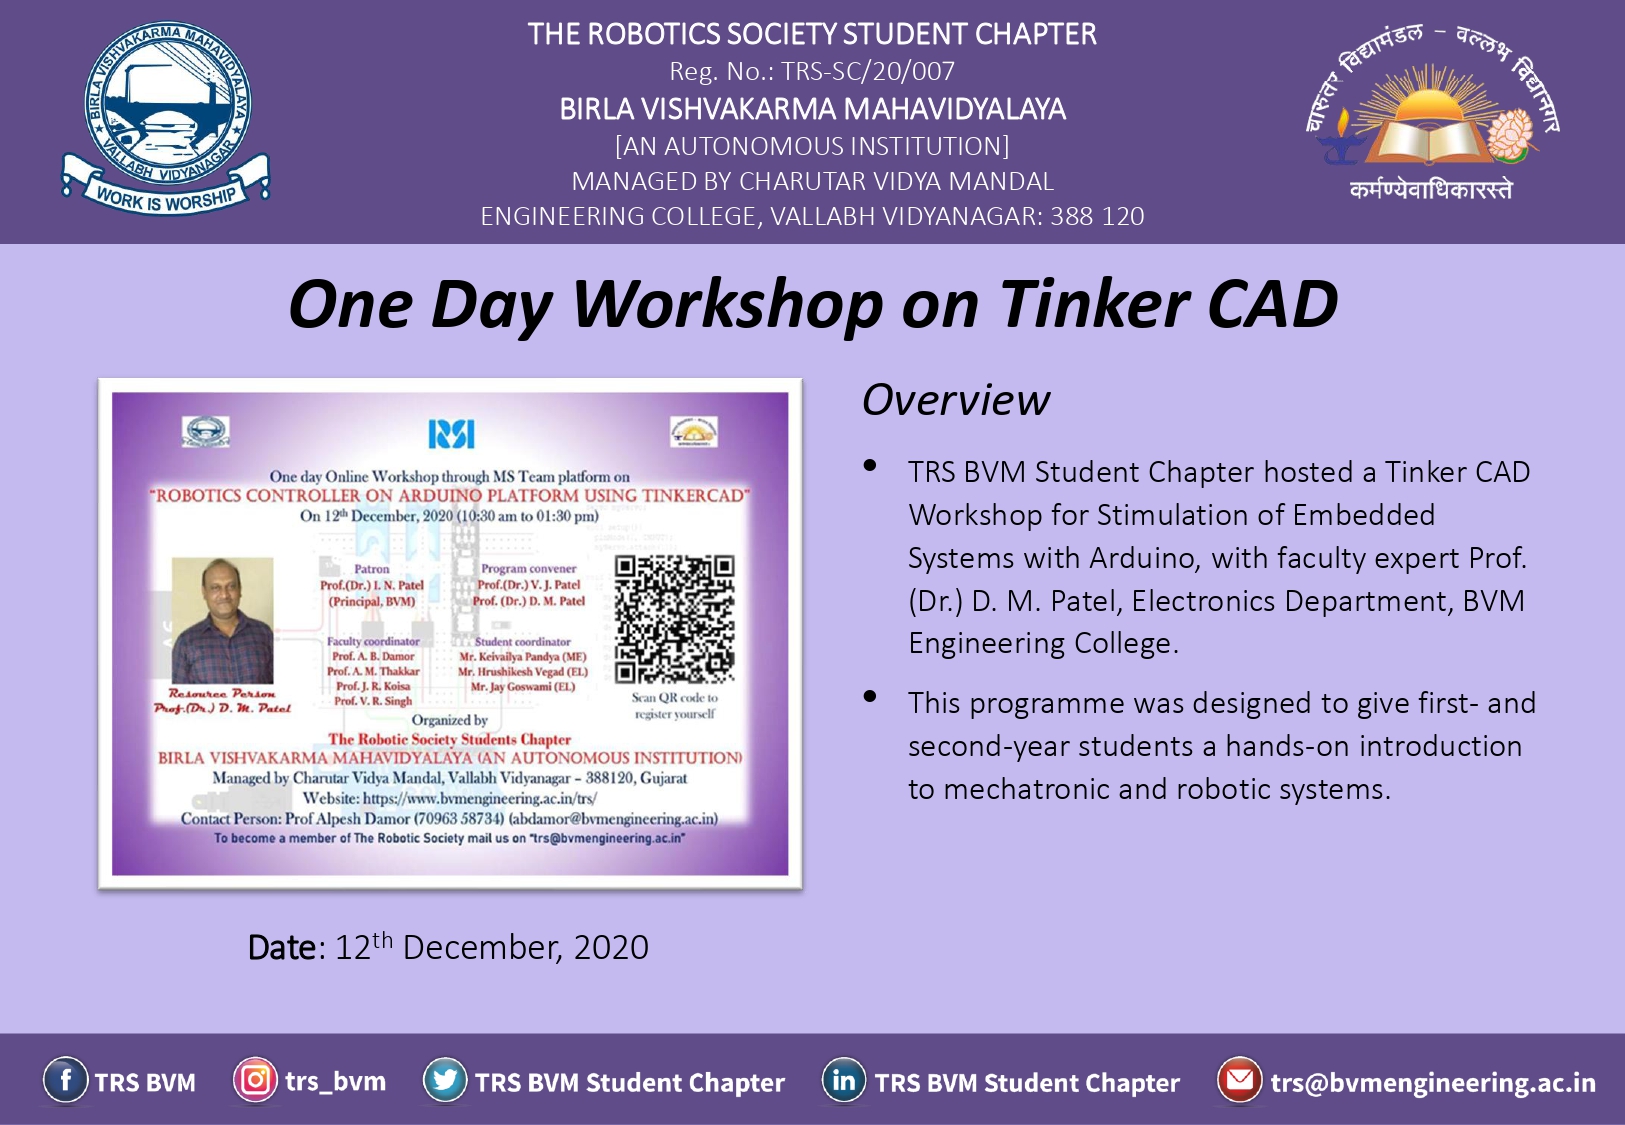 BIRLA VISHVAKARMA MAHAVIDYALAYA
VALLABH VIDYANAGAR
WORK IS WORSHIP
THE ROBOTICS SOCIETY STUDENT CHAPTER
Reg. No.: TRS-SC/20/007
BIRLA VISHVAKARMA MAHAVIDYALAYA
[AN AUTONOMOUS INSTITUTION]
MANAGED BY CHARUTAR VIDYA MANDAL
ENGINEERING COLLEGE, VALLABH VIDYANAGAR: 388 120
चारुतर विद्यामंडल – वल्लभ विद्यानगर
कर्मण्येवाधिकारस्ते
One Day Workshop on Tinker CAD
RSI
One day Online Workshop through MS Team platform on
"ROBOTICS CONTROLLER ON ARDUINO PLATFORM USING TINKERCAD"
On 12th December, 2020 (10:30 am to 01:30 pm)
Patron
Prof.(Dr.) I. N. Patel
(Principal, BVM)
Program convener
Prof.(Dr.) V. J. Patel
Prof. (Dr.) D. M. Patel
Faculty coordinator
Prof. A. B. Damor
Prof. A. M. Thakkar
Prof. J. R. Koisa
Prof. V. R. Singh
Student coordinator
Mr. Keivailya Pandya (ME)
Mr. Hrushikesh Vegad (EL)
Mr. Jay Goswami (EL)
Resource Person
Prof.(Dr.) D. M. Patel
Scan QR code to
register yourself
Organized by
The Robotic Society Students Chapter
BIRLA VISHVAKARMA MAHAVIDYALAYA (AN AUTONOMOUS INSTITUTION)
Managed by Charutar Vidya Mandal, Vallabh Vidyanagar – 388120, Gujarat
Website: https://www.bvmengineering.ac.in/trs/
Contact Person: Prof Alpesh Damor (70963 58734) (abdamor@bvmengineering.ac.in)
To become a member of The Robotic Society mail us on "trs@bvmengineering.ac.in"
Date: 12th December, 2020
Overview
• TRS BVM Student Chapter hosted a Tinker CAD
Workshop for Stimulation of Embedded
Systems with Arduino, with faculty expert Prof.
(Dr.) D. M. Patel, Electronics Department, BVM
Engineering College.
• This programme was designed to give first- and
second-year students a hands-on introduction
to mechatronic and robotic systems.
TRS BVM
trs_bvm
TRS BVM Student Chapter
TRS BVM Student Chapter
trs@bvmengineering.ac.in